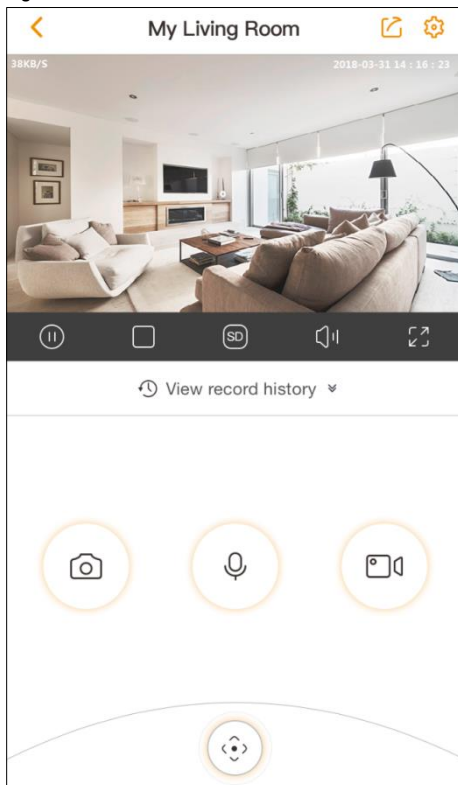 My Living Room
38KB/S
2018-03-31 14 : 16 : 23
SD
View record history